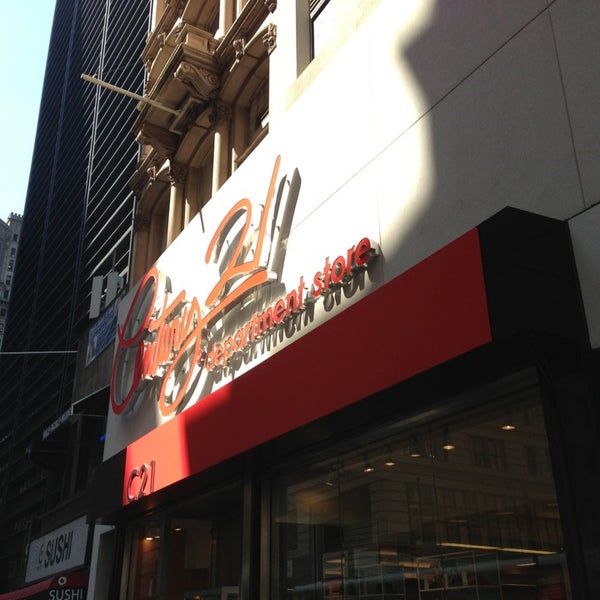 Century 21
department store
C21
SUSHI
SUSHI